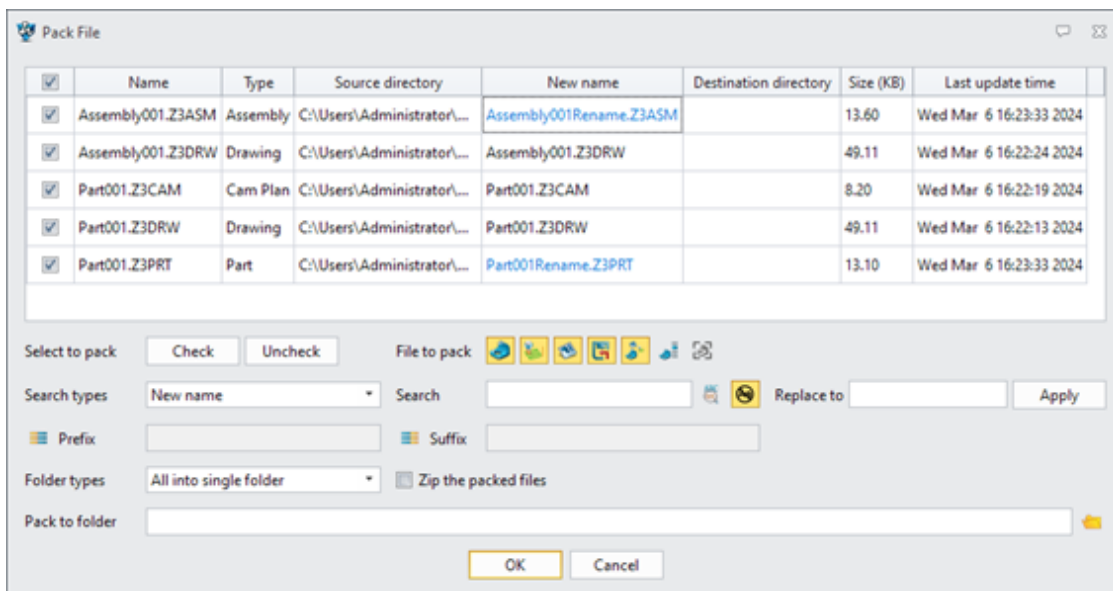 Pack File
Name Type Source directory New name Destination directory Size (KB) Last update time
Assembly001.Z3ASM Assembly C:\Users\Administrator\... Assembly001Rename.Z3ASM 13.60 Wed Mar 6 16:23:33 2024
Assembly001.Z3DRW Drawing C:\Users\Administrator\... Assembly001.Z3DRW 49.11 Wed Mar 6 16:22:24 2024
Part001.Z3CAM Cam Plan C:\Users\Administrator\... Part001.Z3CAM 8.20 Wed Mar 6 16:22:19 2024
Part001.Z3DRW Drawing C:\Users\Administrator\... Part001.Z3DRW 49.11 Wed Mar 6 16:22:13 2024
Part001.Z3PRT Part C:\Users\Administrator\... Part001Rename.Z3PRT 13.10 Wed Mar 6 16:23:33 2024
Select to pack Check Uncheck File to pack
Search types New name Search Replace to Apply
Prefix Suffix
Folder types All into single folder Zip the packed files
Pack to folder
OK Cancel